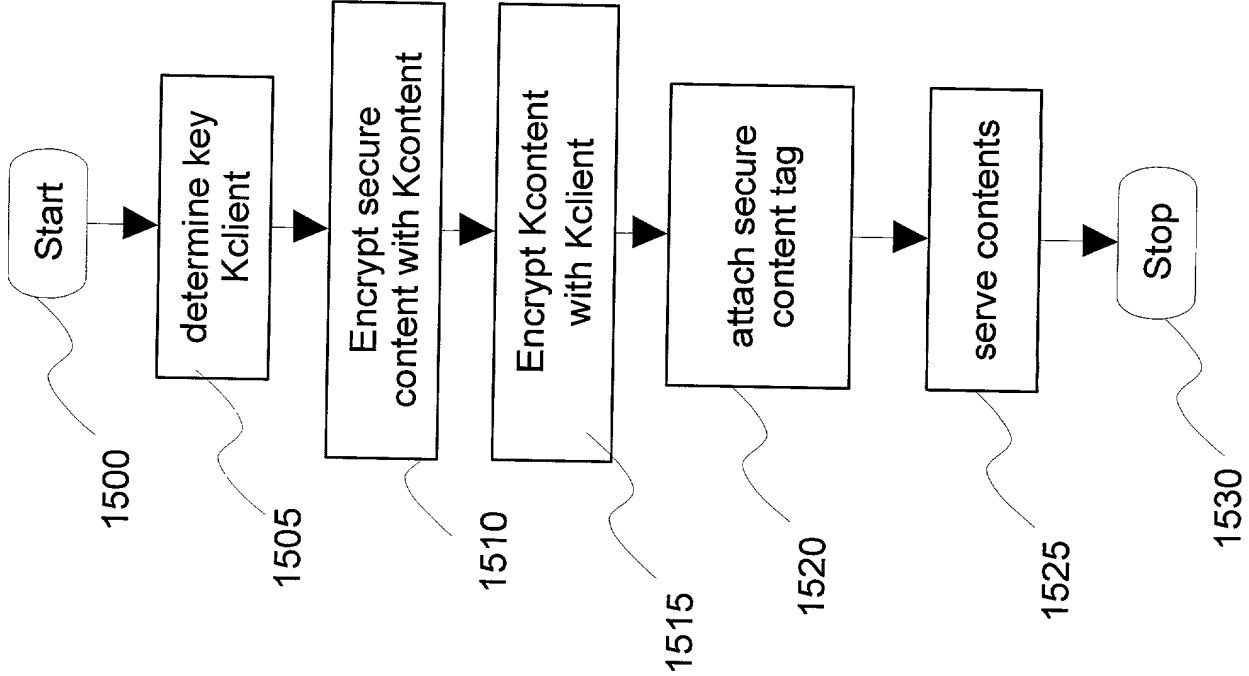 Start
1500
determine key
Kclient
1505
Encrypt secure
content with Kcontent
1510
Encrypt Kcontent
with Kclient
1515
attach secure
content tag
1520
serve contents
1525
Stop
1530